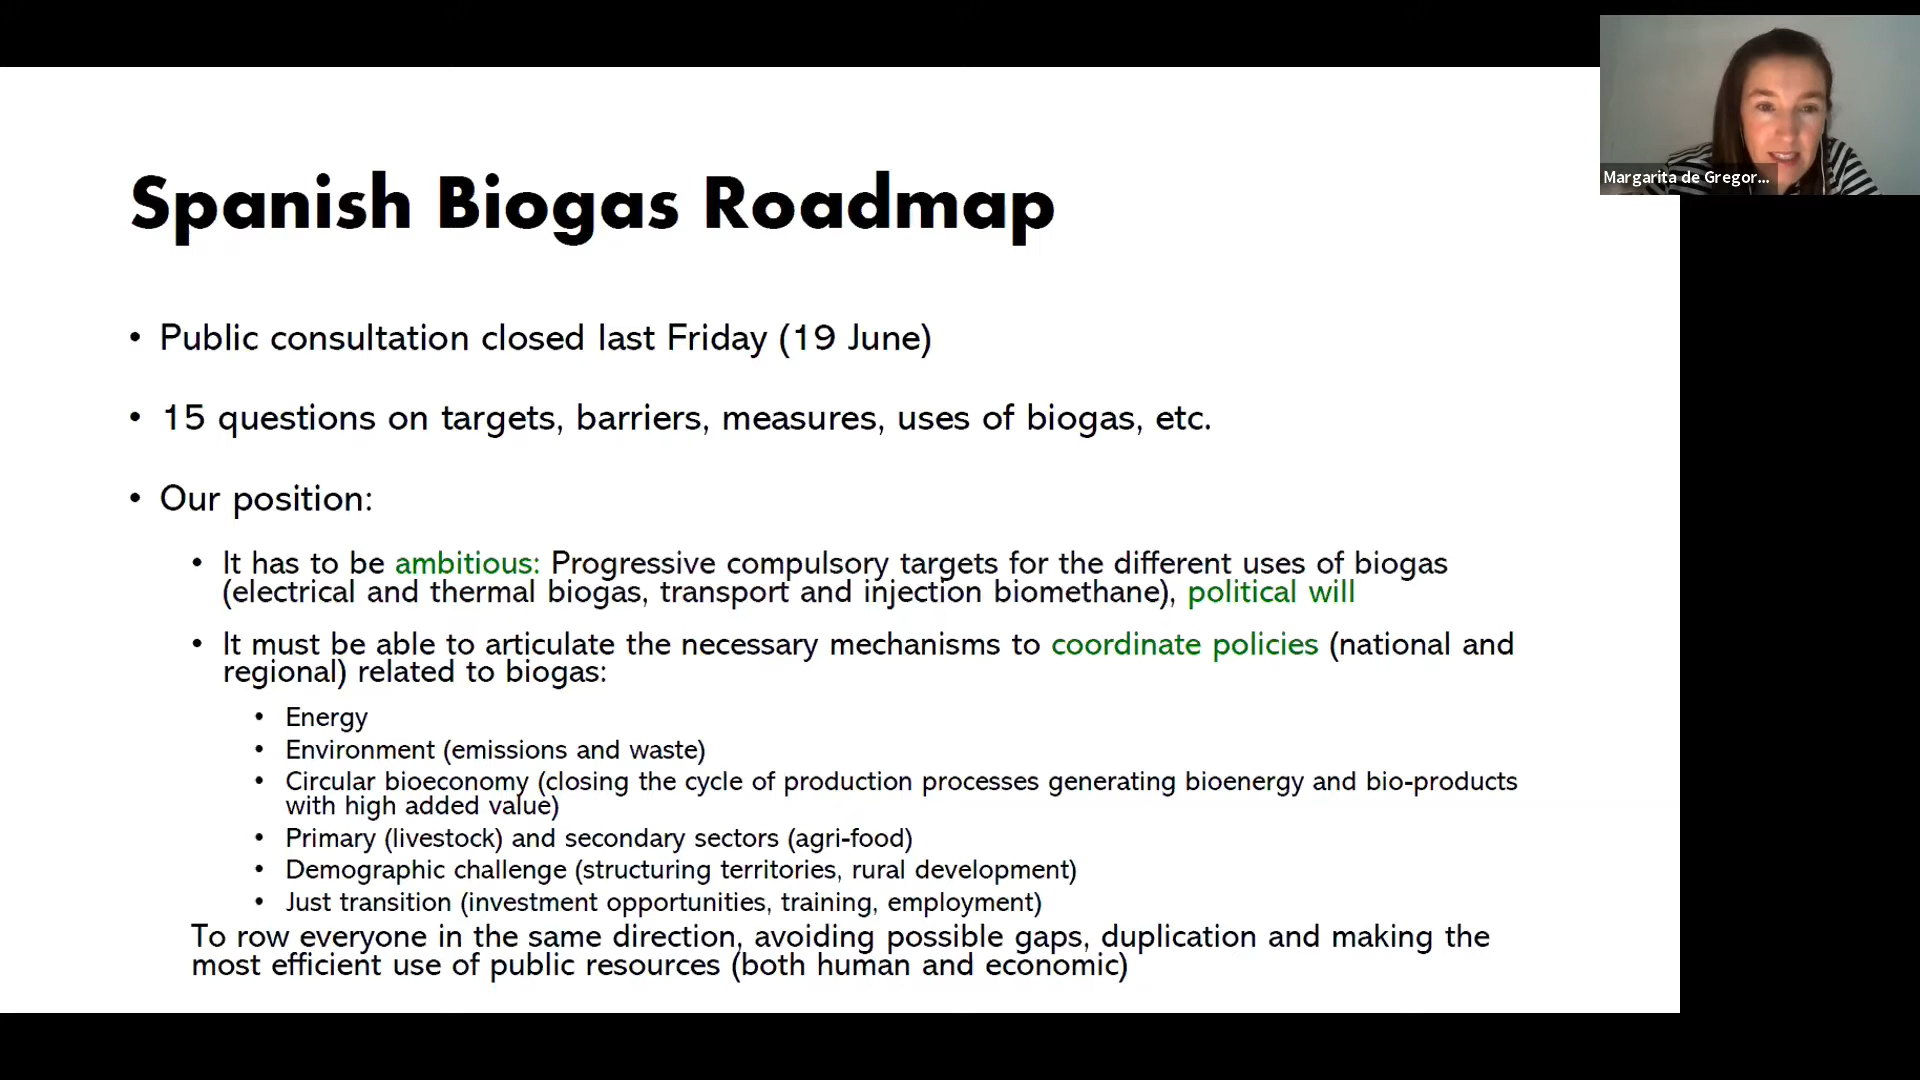 Spanish Biogas Roadmap
• Public consultation closed last Friday (19 June)
• 15 questions on targets, barriers, measures, uses of biogas, etc.
• Our position:
• It has to be ambitious: Progressive compulsory targets for the different uses of biogas
(electrical and thermal biogas, transport and injection biomethane), political will
• It must be able to articulate the necessary mechanisms to coordinate policies (national and
regional) related to biogas:
• Energy
• Environment (emissions and waste)
• Circular bioeconomy (closing the cycle of production processes generating bioenergy and bio-products
with high added value)
• Primary (livestock) and secondary sectors (agri-food)
• Demographic challenge (structuring territories, rural development)
• Just transition (investment opportunities, training, employment)
To row everyone in the same direction, avoiding possible gaps, duplication and making the
most efficient use of public resources (both human and economic)
Margarita de Gregor...